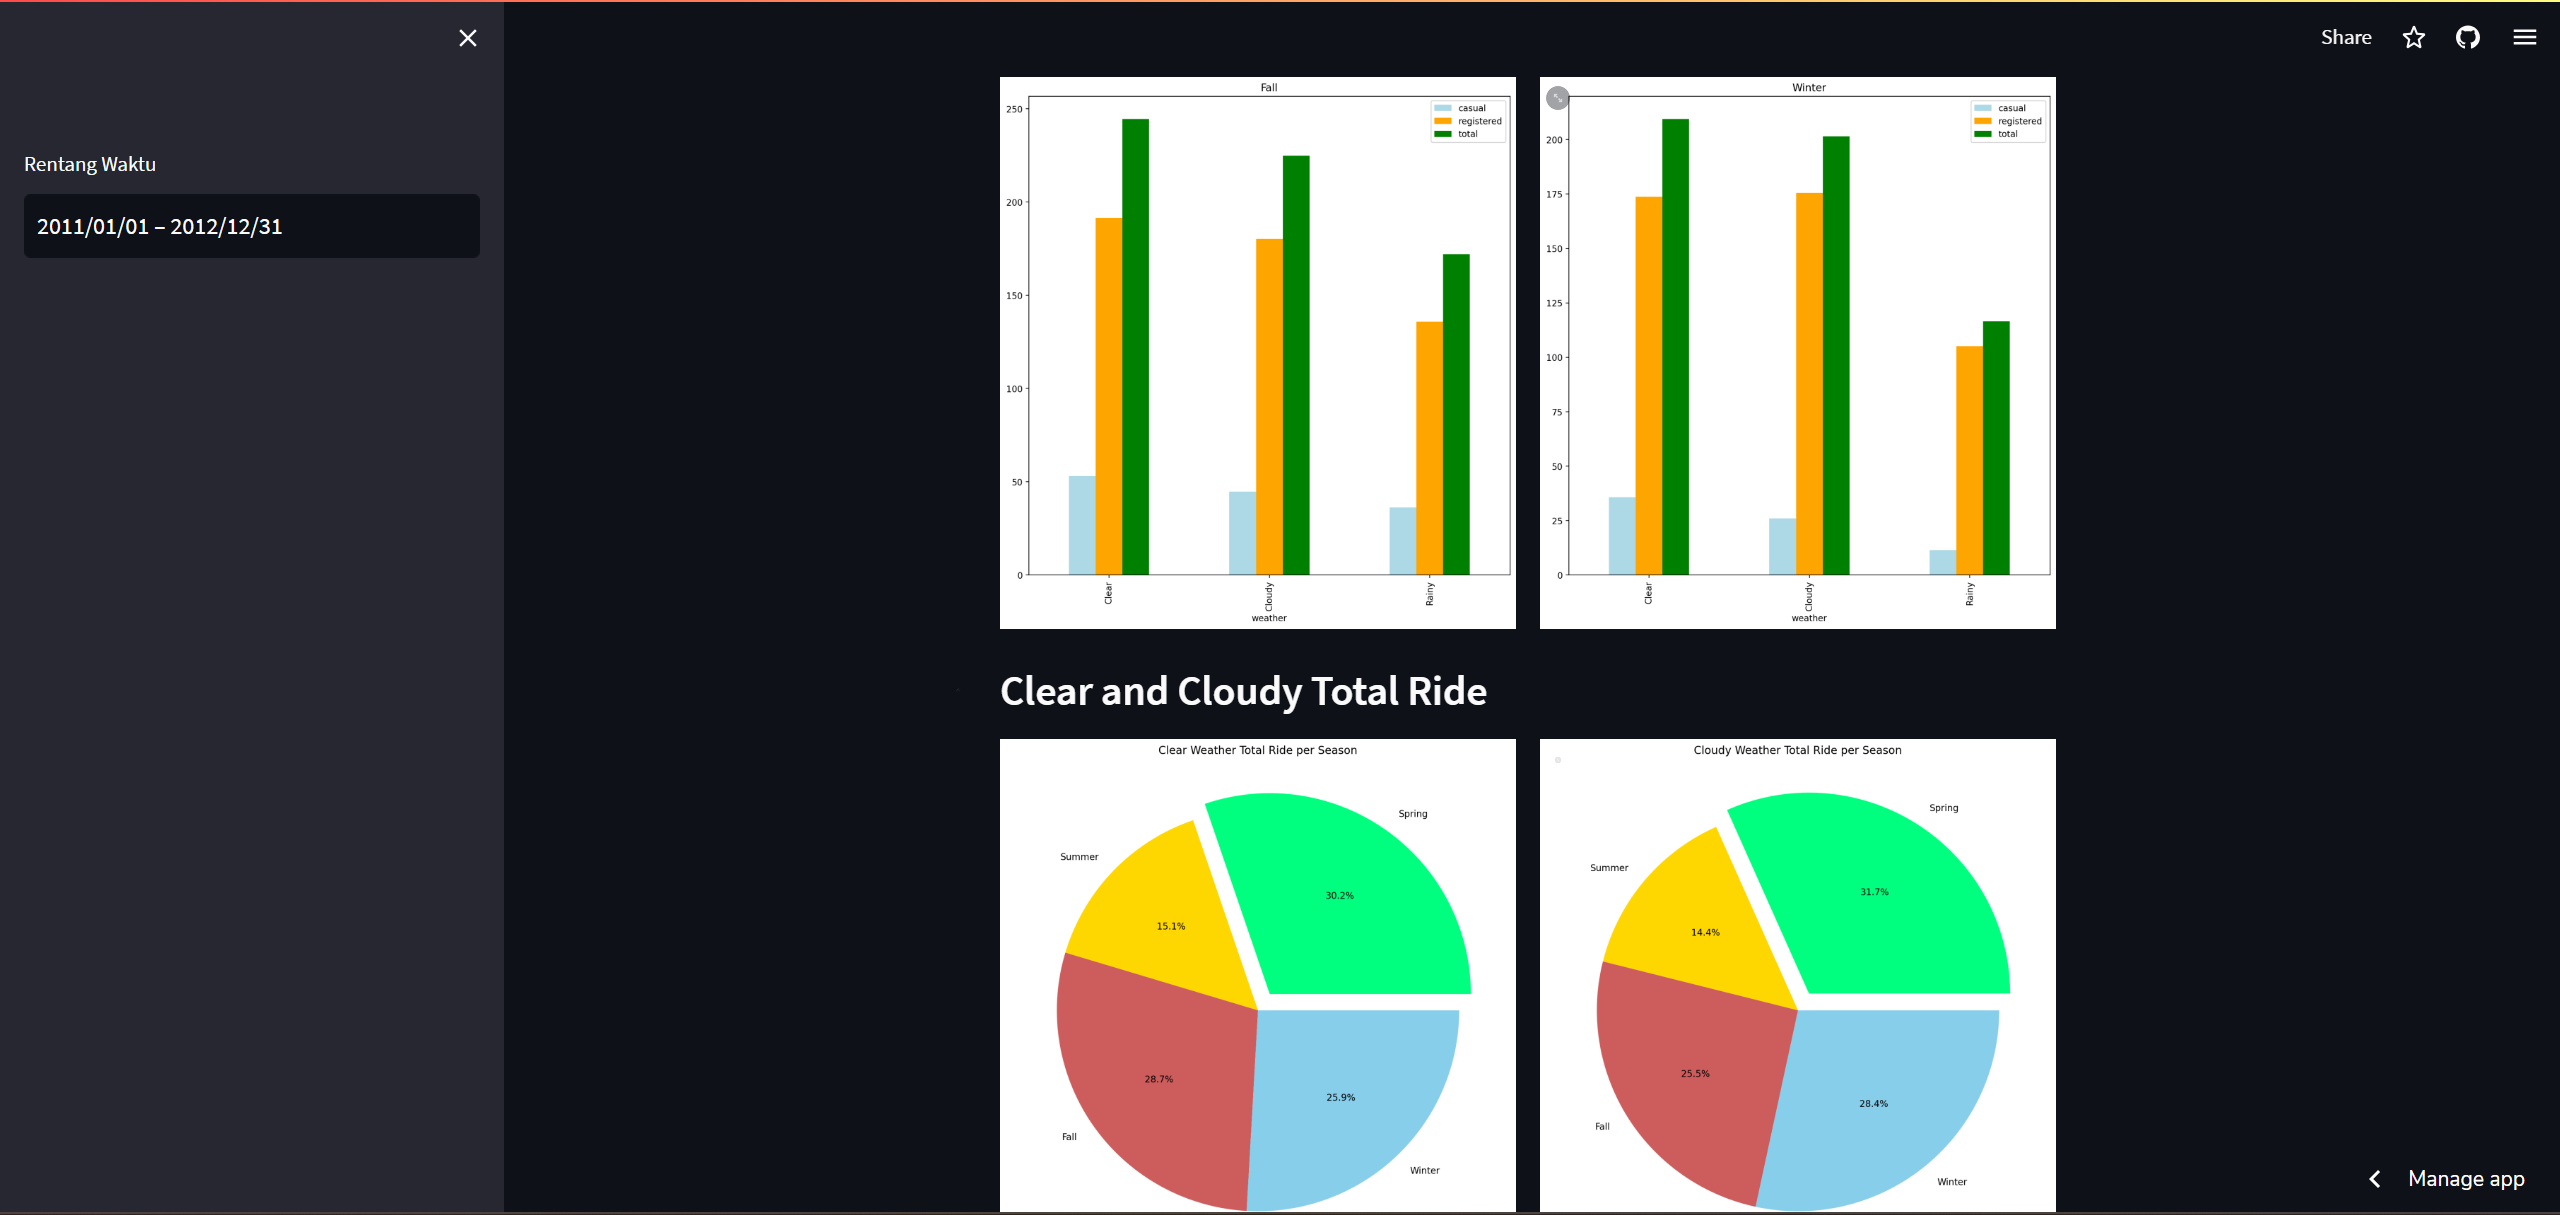 Share
Rentang Waktu
2011/01/01 – 2012/12/31
Fall
casual
registered
total
250
200
150
100
50
0
Clear
Cloudy
Rainy
weather
Winter
casual
registered
total
200
175
150
125
100
75
50
25
0
Clear
Cloudy
Rainy
weather
Clear and Cloudy Total Ride
Clear Weather Total Ride per Season
Spring
30.2%
Summer
15.1%
28.7%
Fall
25.9%
Winter
Cloudy Weather Total Ride per Season
Spring
31.7%
Summer
14.4%
25.5%
Fall
28.4%
Winter
Manage app